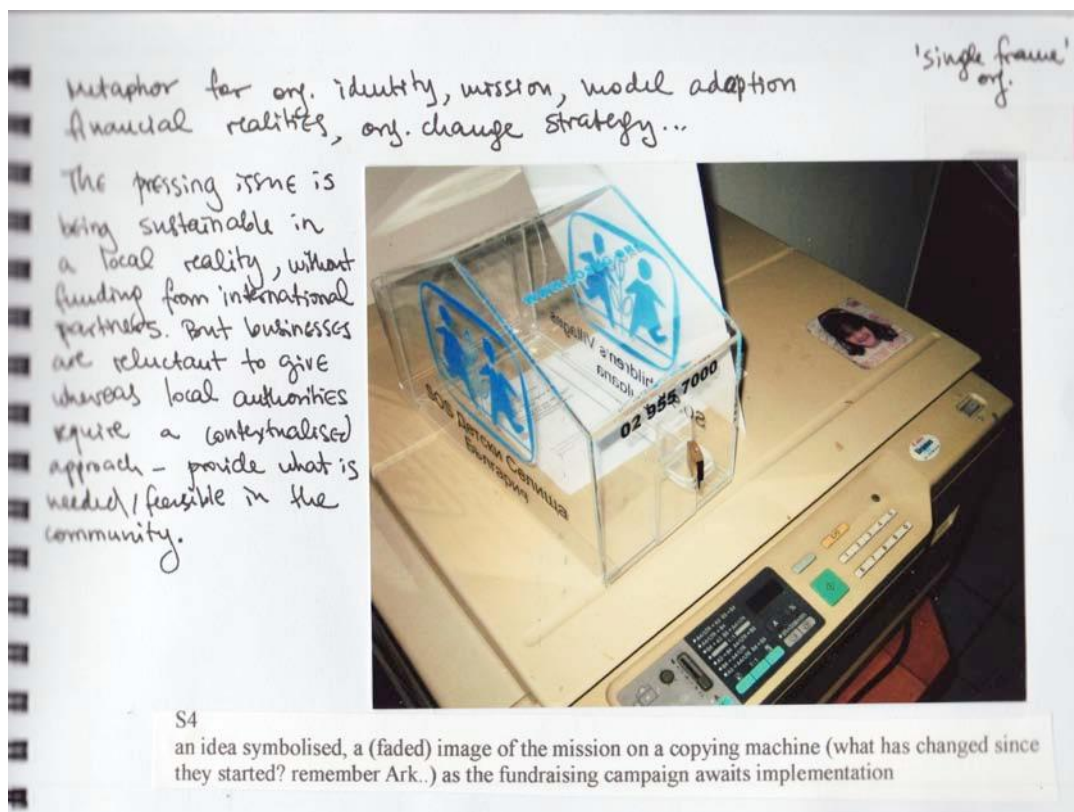 'single frame'
org.
Metaphor for org. identity, mission, model adaption
financial realities, org. change strategy...
The pressing issue is
being sustainable in
a local reality, without
funding from international
partners. But businesses
are reluctant to give
whereas local authorities
require a contextualised
approach – provide what is
needed/feasible in the
community.
www.sosbg.org
SOS Детски Селища
България
02 955 7000
S4
an idea symbolised, a (faded) image of the mission on a copying machine (what has changed since
they started? remember Ark..) as the fundraising campaign awaits implementation